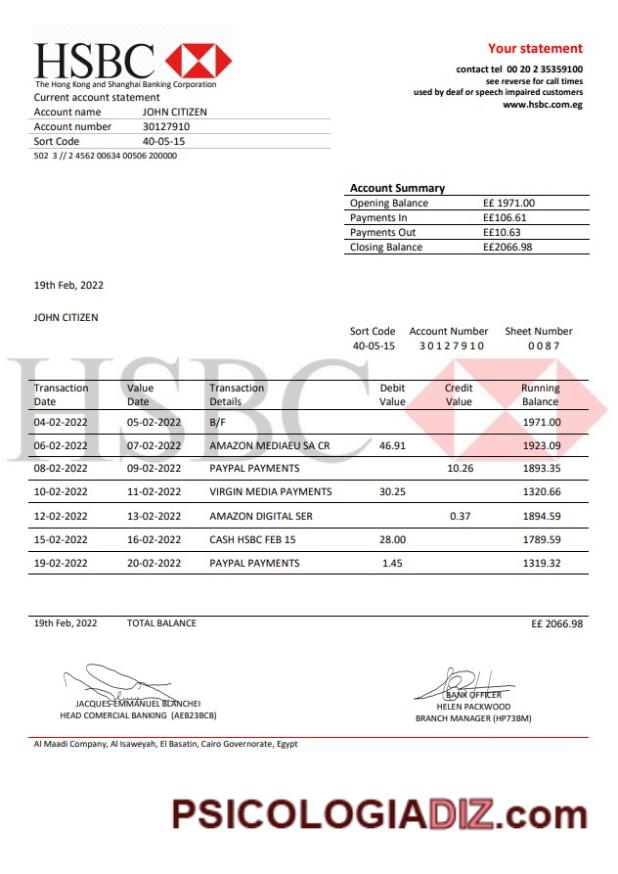 HSBC
The Hong Kong and Shanghai Banking Corporation
Your statement
contact tel 00 20 2 35359100
see reverse for call times
used by deaf or speech impaired customers
www.hsbc.com.eg
Current account statement
Account name JOHN CITIZEN
Account number 30127910
Sort Code 40-05-15
502 3 // 2 4562 00634 00506 200000
Account Summary
Opening Balance E£ 1971.00
Payments In E£106.61
Payments Out E£10.63
Closing Balance E£2066.98
19th Feb, 2022
JOHN CITIZEN
Sort Code Account Number Sheet Number
40-05-15 3 0 1 2 7 9 1 0 0 0 8 7
HSBC
Transaction Value Transaction Debit Credit Running
Date Date Details Value Value Balance
04-02-2022 05-02-2022 B/F 1971.00
06-02-2022 07-02-2022 AMAZON MEDIAEU SA CR 46.91 1923.09
08-02-2022 09-02-2022 PAYPAL PAYMENTS 10.26 1893.35
10-02-2022 11-02-2022 VIRGIN MEDIA PAYMENTS 30.25 1320.66
12-02-2022 13-02-2022 AMAZON DIGITAL SER 0.37 1894.59
15-02-2022 16-02-2022 CASH HSBC FEB 15 28.00 1789.59
19-02-2022 20-02-2022 PAYPAL PAYMENTS 1.45 1319.32
19th Feb, 2022 TOTAL BALANCE E£ 2066.98
JACQUES-EMMANUEL BLANCHEI
HEAD COMERCIAL BANKING (AEB23BCB)
BANK OFFICER
HELEN PACKWOOD
BRANCH MANAGER (HP73BM)
Al Maadi Company, Al Isaweyah, El Basatin, Cairo Governorate, Egypt
PSICOLOGIADIZ.com